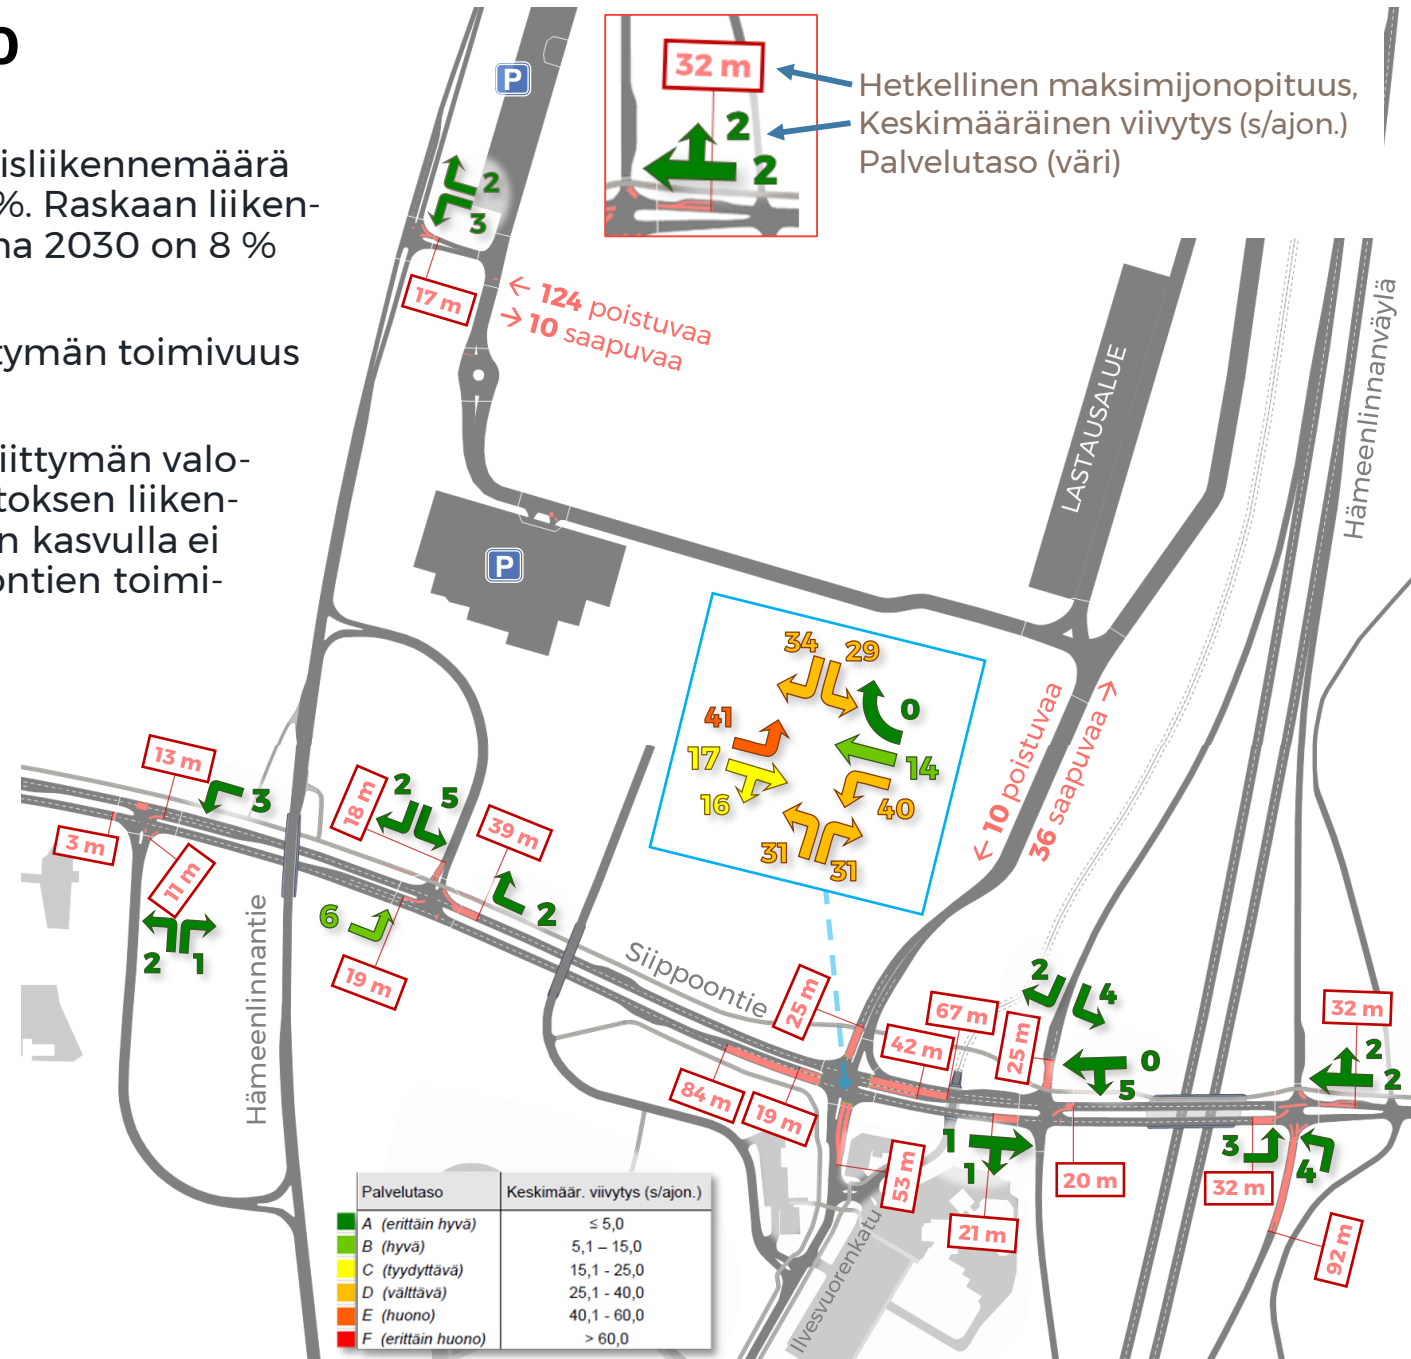 isliikennemäärä
%. Raskaan liiken-
na 2030 on 8 %
tymän toimivuus
iittymän valo-
toksen liiken-
n kasvulla ei
ontien toimi-
32 m
2
2
Hetkellinen maksimijonopituus,
Keskimääräinen viivytys (s/ajon.)
Palvelutaso (väri)
P
2
3
17 m
← 124 poistuvaa
→ 10 saapuvaa
LASTAUSALUE
Hämeenlinnanväylä
P
34
29
0
41
14
17
16
40
31
31
← 10 poistuvaa
36 saapuvaa →
13 m
3
3 m
11 m
2
1
18 m
2
5
39 m
2
6
19 m
Hämeenlinnantie
Siippoontie
25 m
42 m
67 m
25 m
2
4
0
5
84 m
19 m
53 m
1
1
21 m
20 m
32 m
2
2
3
32 m
4
92 m
Ilvesvuorenkatu
Palvelutaso Keskimäär. viivytys (s/ajon.)
A (erittäin hyvä) ≤ 5,0
B (hyvä) 5,1 – 15,0
C (tyydyttävä) 15,1 - 25,0
D (välttävä) 25,1 - 40,0
E (huono) 40,1 - 60,0
F (erittäin huono) > 60,0